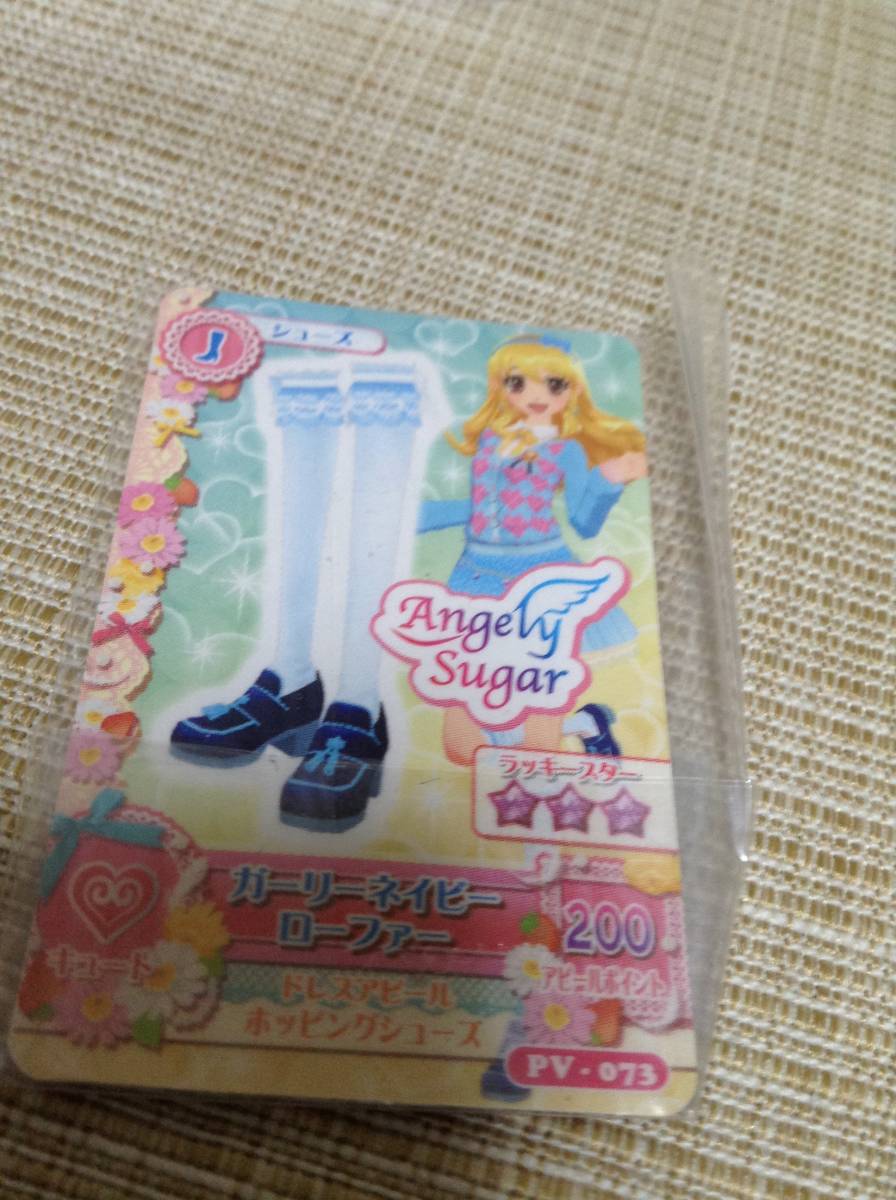 シューズ
Angely
Sugar
ラッキースター
ガーリーネイビー
ローファー
200
アピールポイント
キュート
ドレスアピール
ホッピングシューズ
PV-073